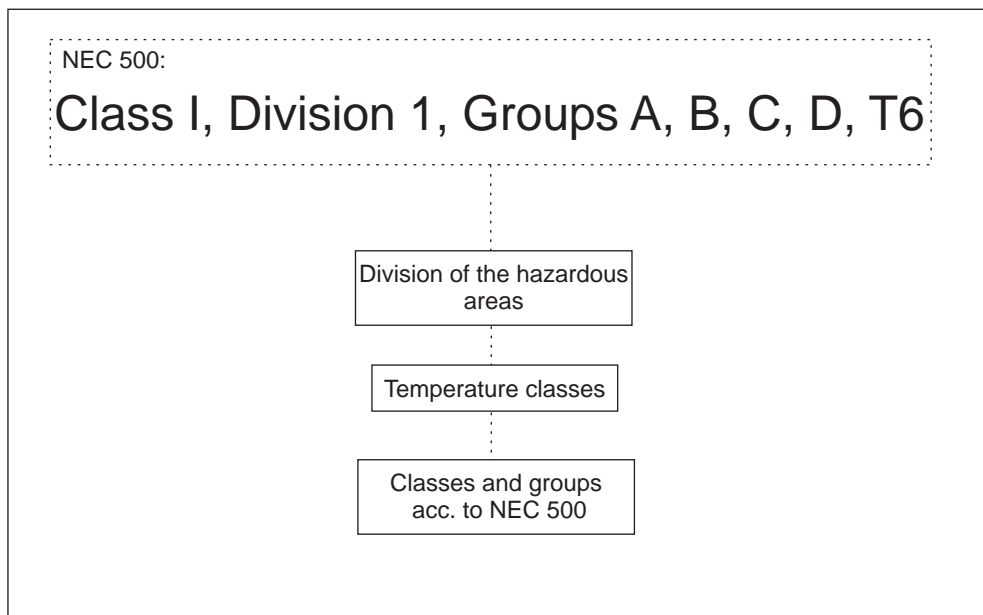 NEC 500:
Class I, Division 1, Groups A, B, C, D, T6
Division of the hazardous
areas
Temperature classes
Classes and groups
acc. to NEC 500